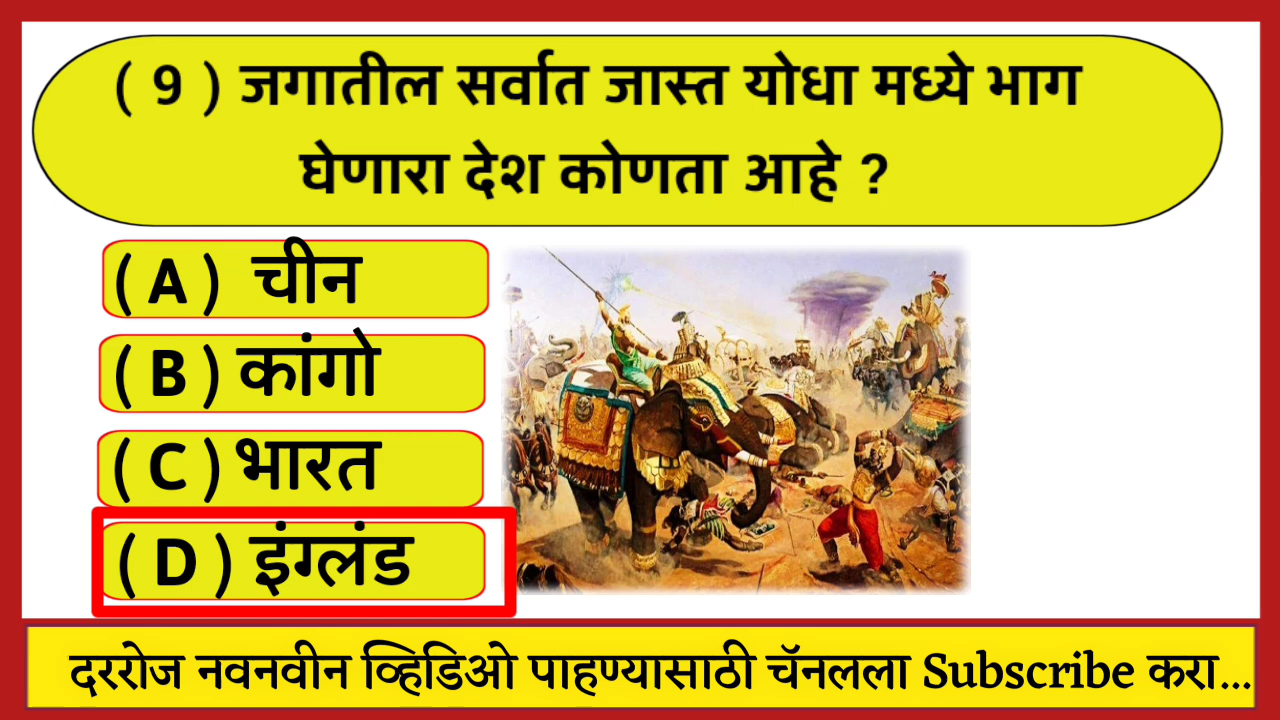 ( 9 ) जगातील सर्वात जास्त योधा मध्ये भाग
घेणारा देश कोणता आहे ?
( A ) चीन
( B ) कांगो
( C ) भारत
( D ) इंग्लंड
दररोज नवनवीन व्हिडिओ पाहण्यासाठी चॅनलला Subscribe करा...